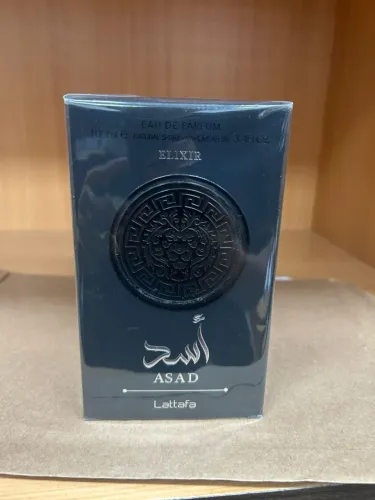 EAU DE PARFUM
ELIXIR
أسد
ASAD
Lattafa